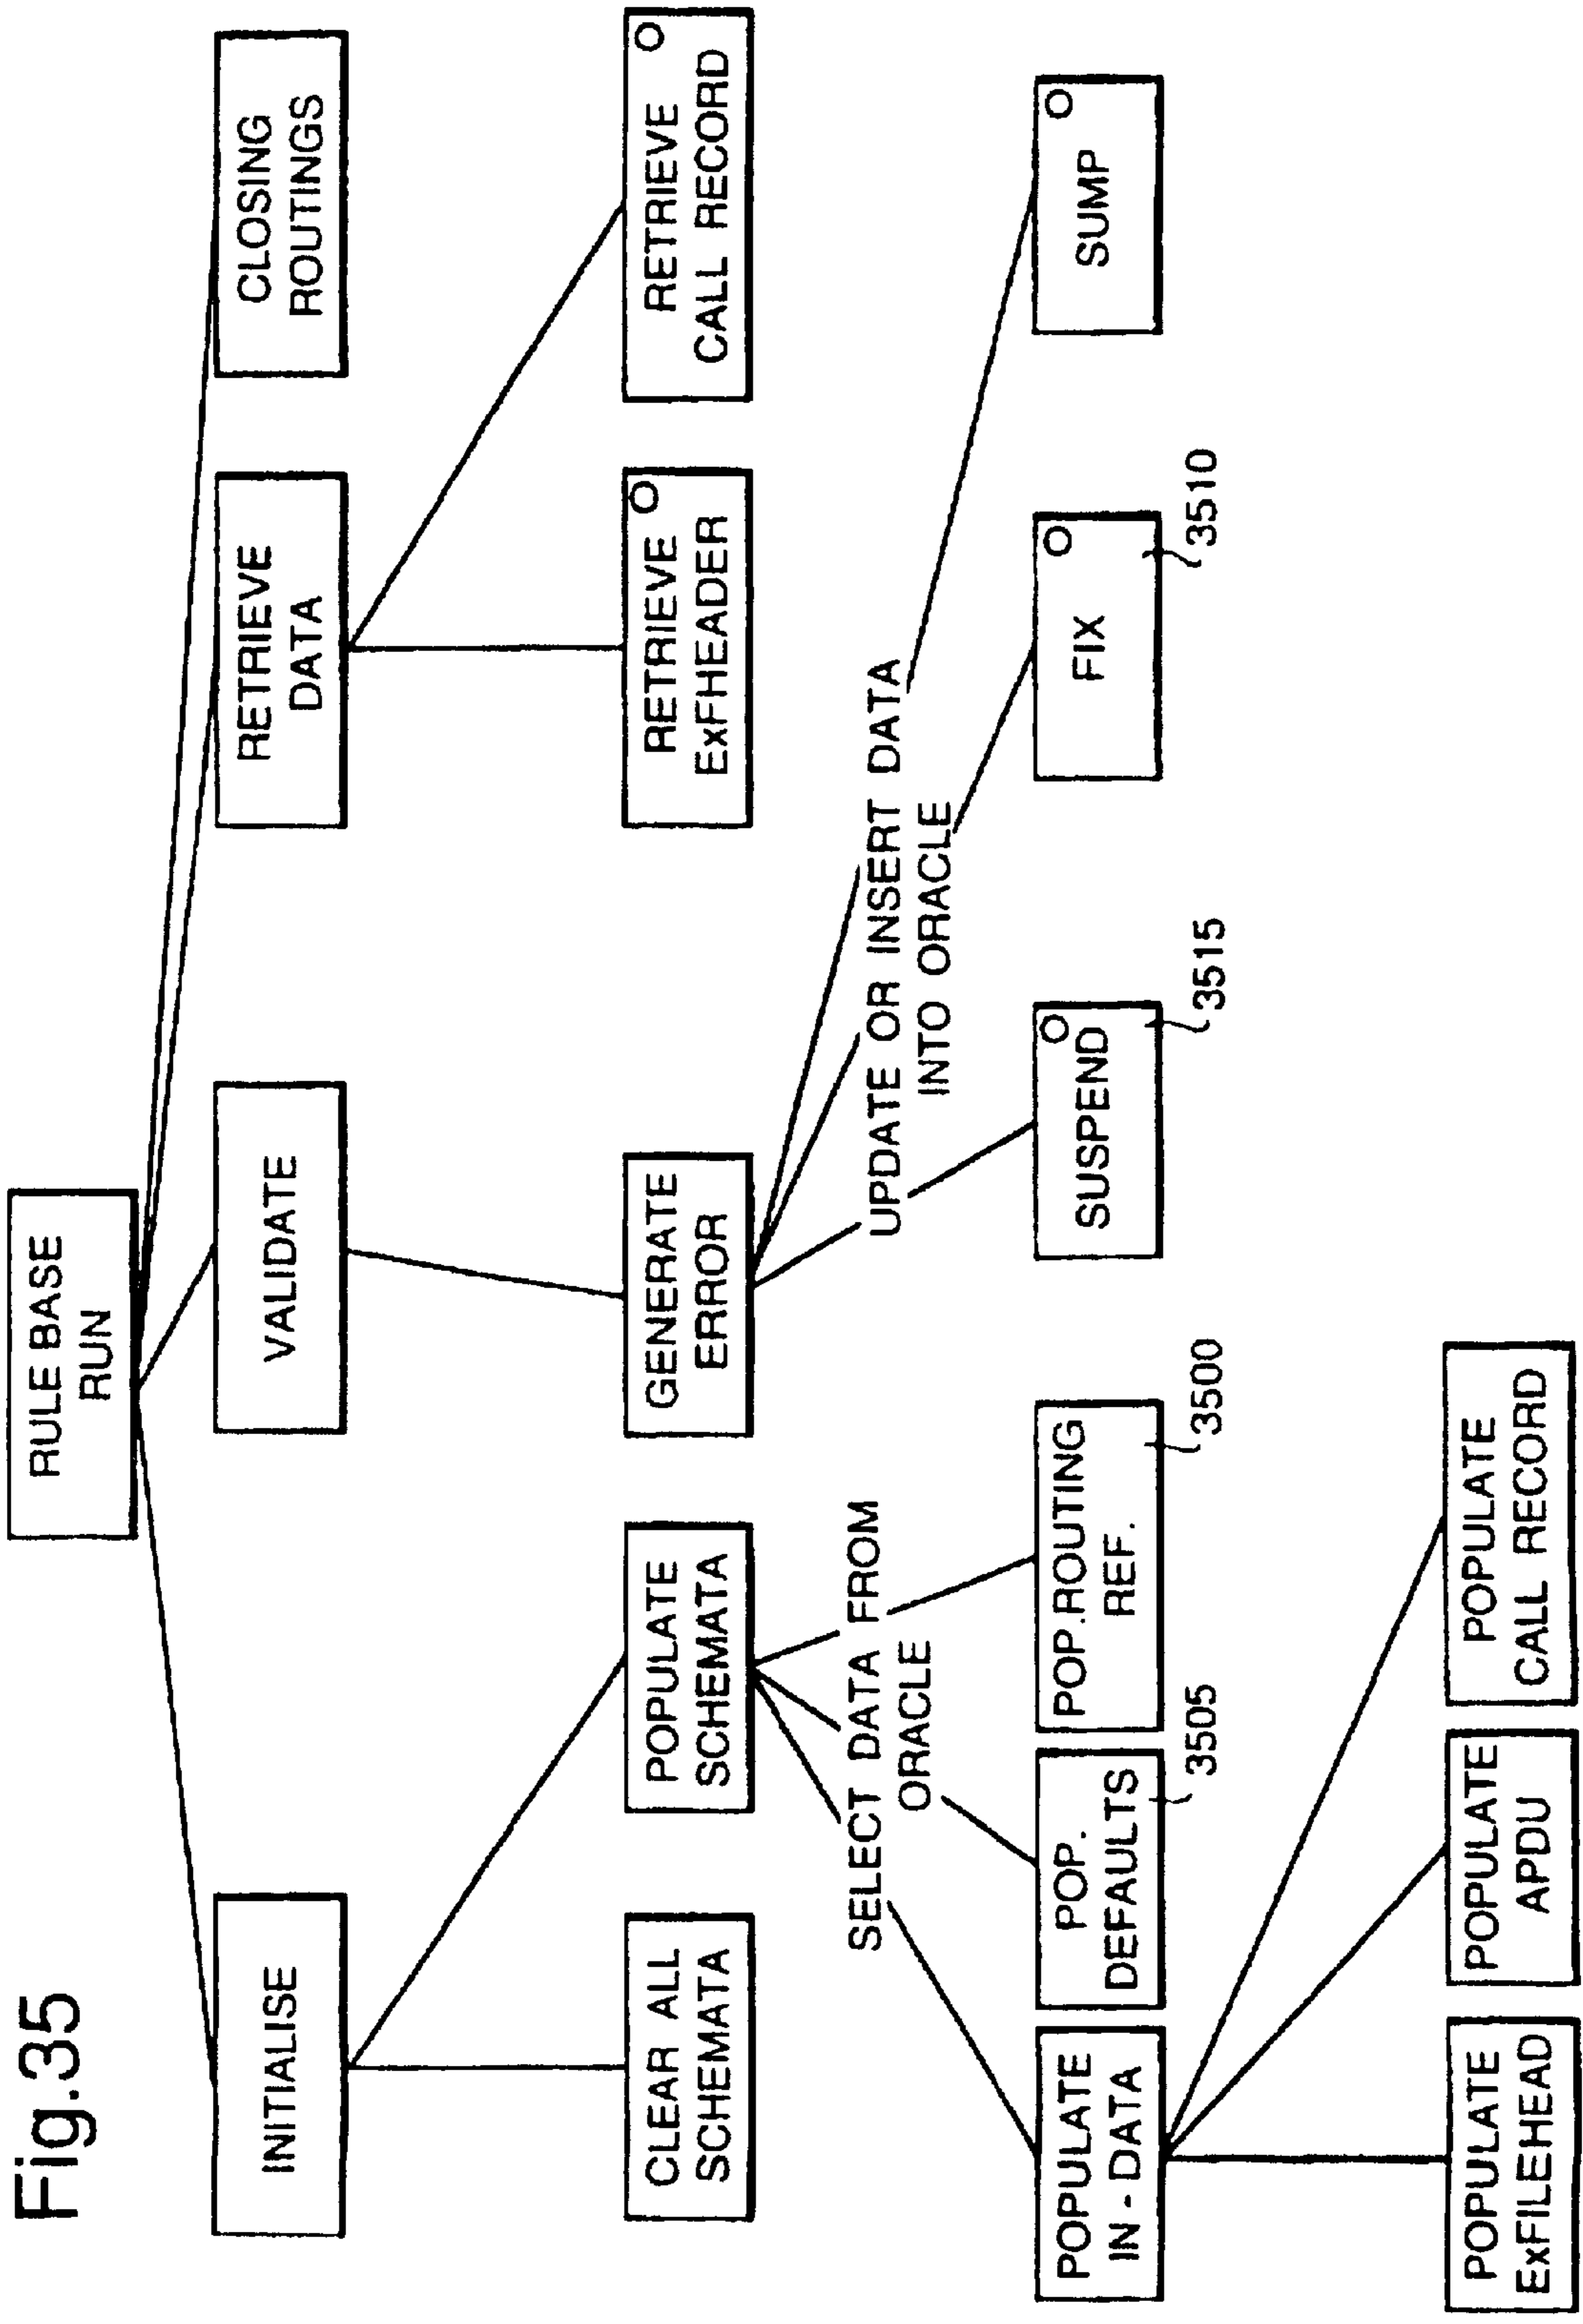 Fig.35
RULE BASE
RUN
INITIALISE
VALIDATE
RETRIEVE
DATA
CLOSING
ROUTINGS
CLEAR ALL
SCHEMATA
POPULATE
SCHEMATA
GENERATE
ERROR
RETRIEVE
ExFHEADER
RETRIEVE
CALL RECORD
SELECT DATA FROM
ORACLE
UPDATE OR INSERT DATA
INTO ORACLE
POPULATE
IN - DATA
POP.
DEFAULTS
3505
POP.ROUTING
REF.
3500
SUSPEND
3515
FIX
3510
SUMP
POPULATE
ExFILEHEAD
POPULATE
APDU
POPULATE
CALL RECORD